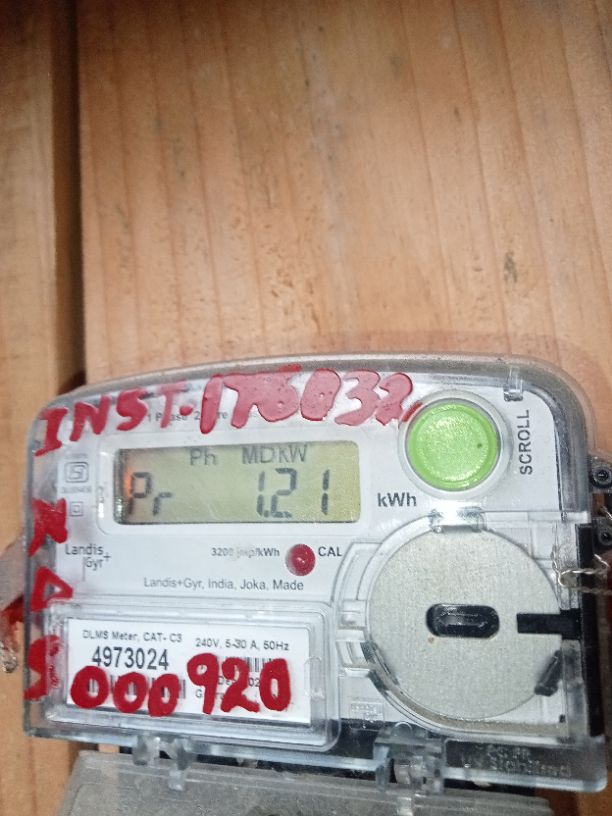 INST-176032
1 Phase 2
Ph MDKW
Pr 1.21
kWh
SCROLL
Landis
Gyr+
3200 imp/kWh
CAL
Landis+Gyr, India, Joka, Made
DLMS Meter, CAT- C3
240V, 5-30 A, 50Hz
4973024
000920